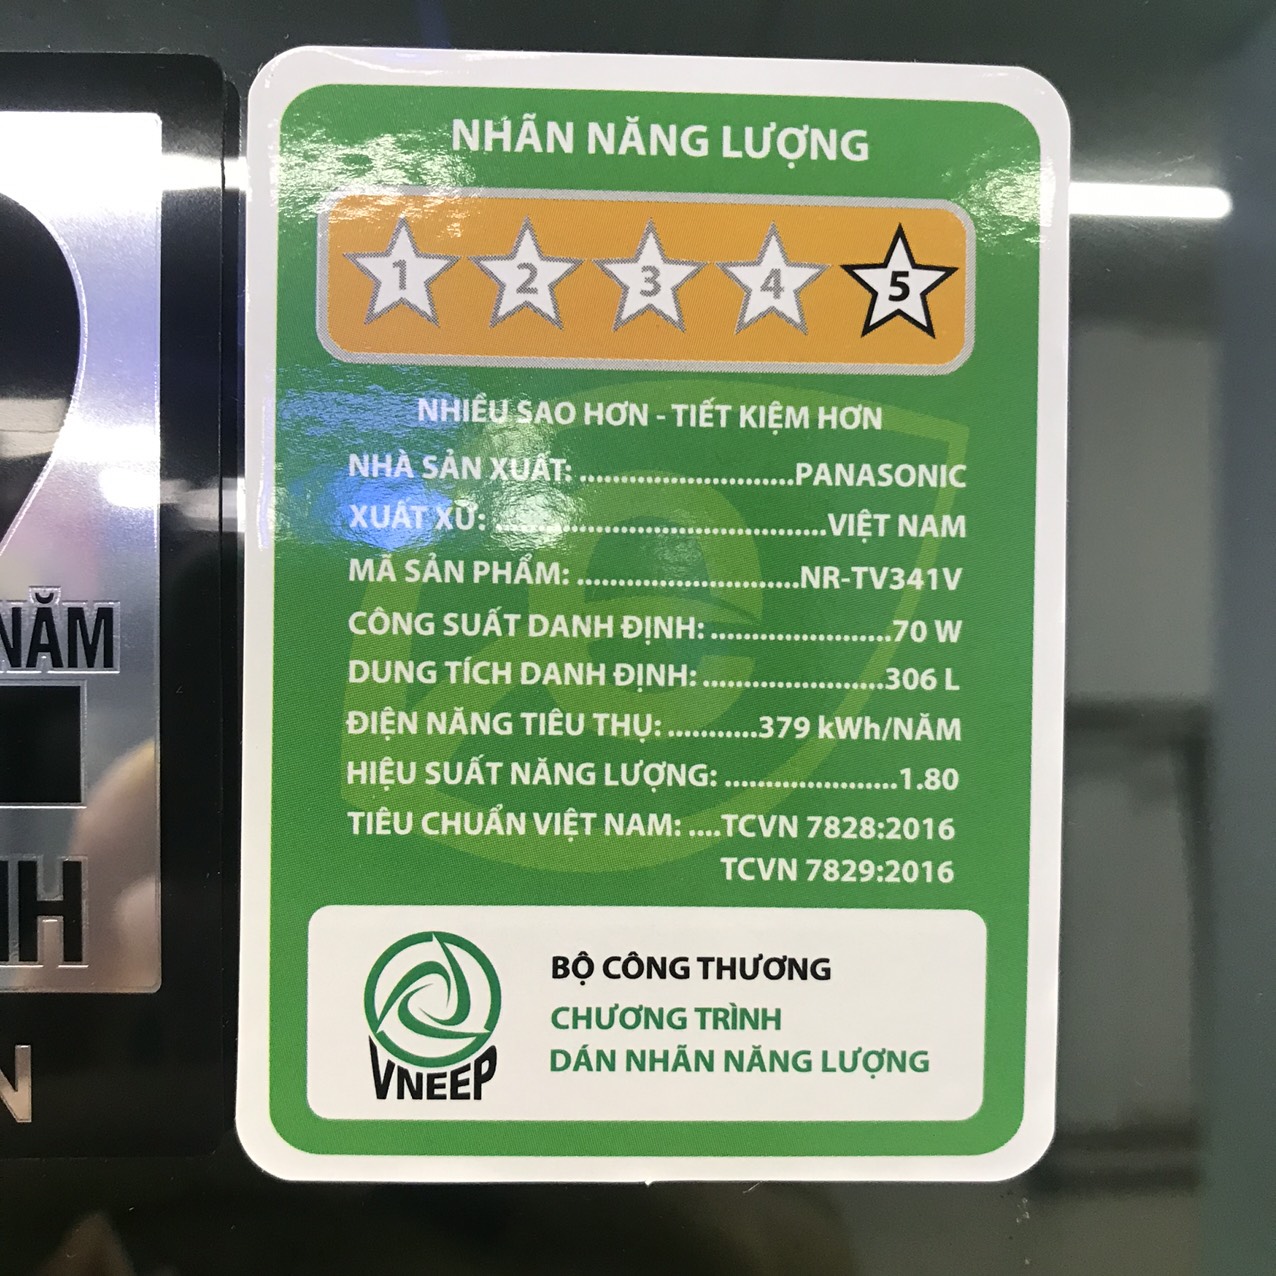 NHÃN NĂNG LƯỢNG
1 2 3 4 5
NHIỀU SAO HƠN - TIẾT KIỆM HƠN
NHÀ SẢN XUẤT: ........................PANASONIC
XUẤT XỨ: ......................................VIỆT NAM
MÃ SẢN PHẨM: .........................NR-TV341V
CÔNG SUẤT DANH ĐỊNH: .....................70 W
DUNG TÍCH DANH ĐỊNH: .....................306 L
ĐIỆN NĂNG TIÊU THỤ: ...........379 kWh/NĂM
HIỆU SUẤT NĂNG LƯỢNG: ....................1.80
TIÊU CHUẨN VIỆT NAM: ....TCVN 7828:2016
TCVN 7829:2016
VNEEP
BỘ CÔNG THƯƠNG
CHƯƠNG TRÌNH
DÁN NHÃN NĂNG LƯỢNG
NĂM